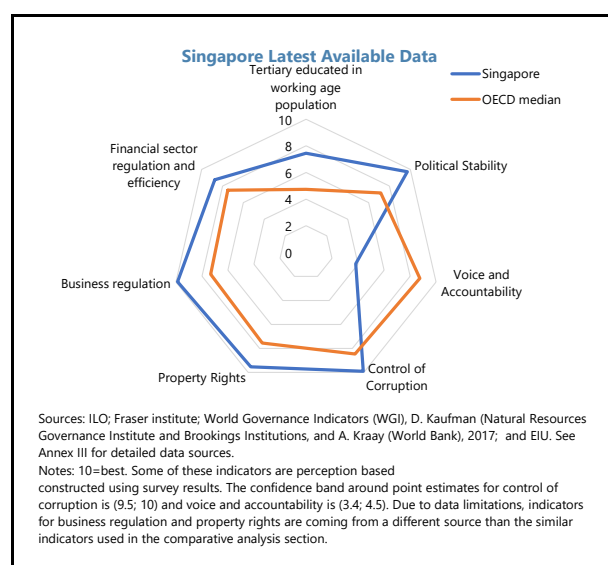 Singapore Latest Available Data
Tertiary educated in
working age
population
Singapore
OECD median
10
8
6
4
2
0
Political Stability
Voice and
Accountability
Control of
Corruption
Property Rights
Business regulation
Financial sector
regulation and
efficiency
Sources: ILO; Fraser institute; World Governance Indicators (WGI), D. Kaufman (Natural Resources
Governance Institute and Brookings Institutions, and A. Kraay (World Bank), 2017;  and EIU. See
Annex III for detailed data sources.
Notes: 10=best. Some of these indicators are perception based
constructed using survey results. The confidence band around point estimates for control of
corruption is (9.5; 10) and voice and accountability is (3.4; 4.5). Due to data limitations, indicators
for business regulation and property rights are coming from a different source than the similar
indicators used in the comparative analysis section.